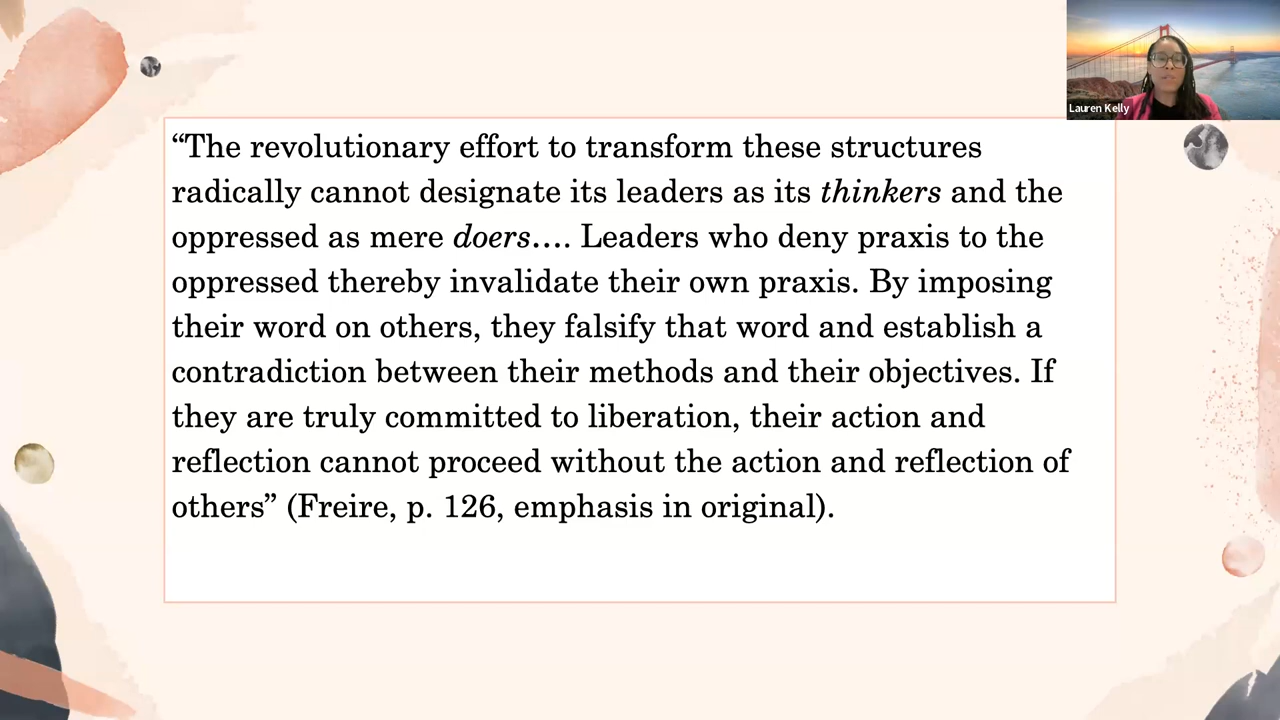 Lauren Kelly
“The revolutionary effort to transform these structures
radically cannot designate its leaders as its thinkers and the
oppressed as mere doers…. Leaders who deny praxis to the
oppressed thereby invalidate their own praxis. By imposing
their word on others, they falsify that word and establish a
contradiction between their methods and their objectives. If
they are truly committed to liberation, their action and
reflection cannot proceed without the action and reflection of
others” (Freire, p. 126, emphasis in original).